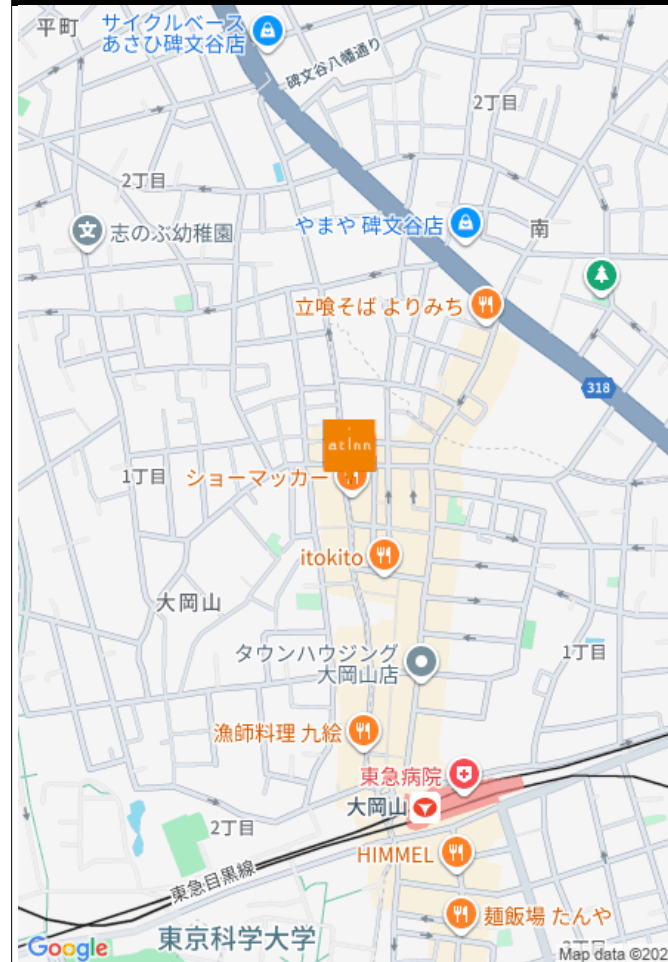 平町
サイクルベース
あさひ碑文谷店
碑文谷八幡通り
2丁目
2丁目
志のぶ幼稚園
やまや 碑文谷店
南
立喰そば よりみち
318
atInn
1丁目
ショーマッカー
itokito
大岡山
タウンハウジング
大岡山店
1丁目
漁師料理 九絵
東急病院
大岡山
2丁目
HIMMEL
東急目黒線
麺飯場 たんや
東京科学大学
Google
2丁目
Map data ©202